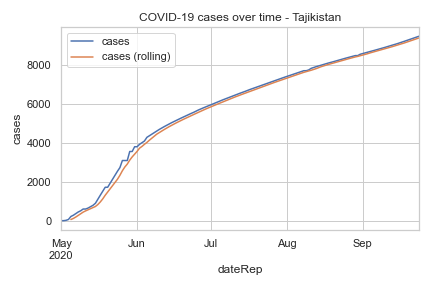 COVID-19 cases over time - Tajikistan
cases
cases (rolling)
cases
8000
6000
4000
2000
0
May Jun Jul Aug Sep
2020
dateRep